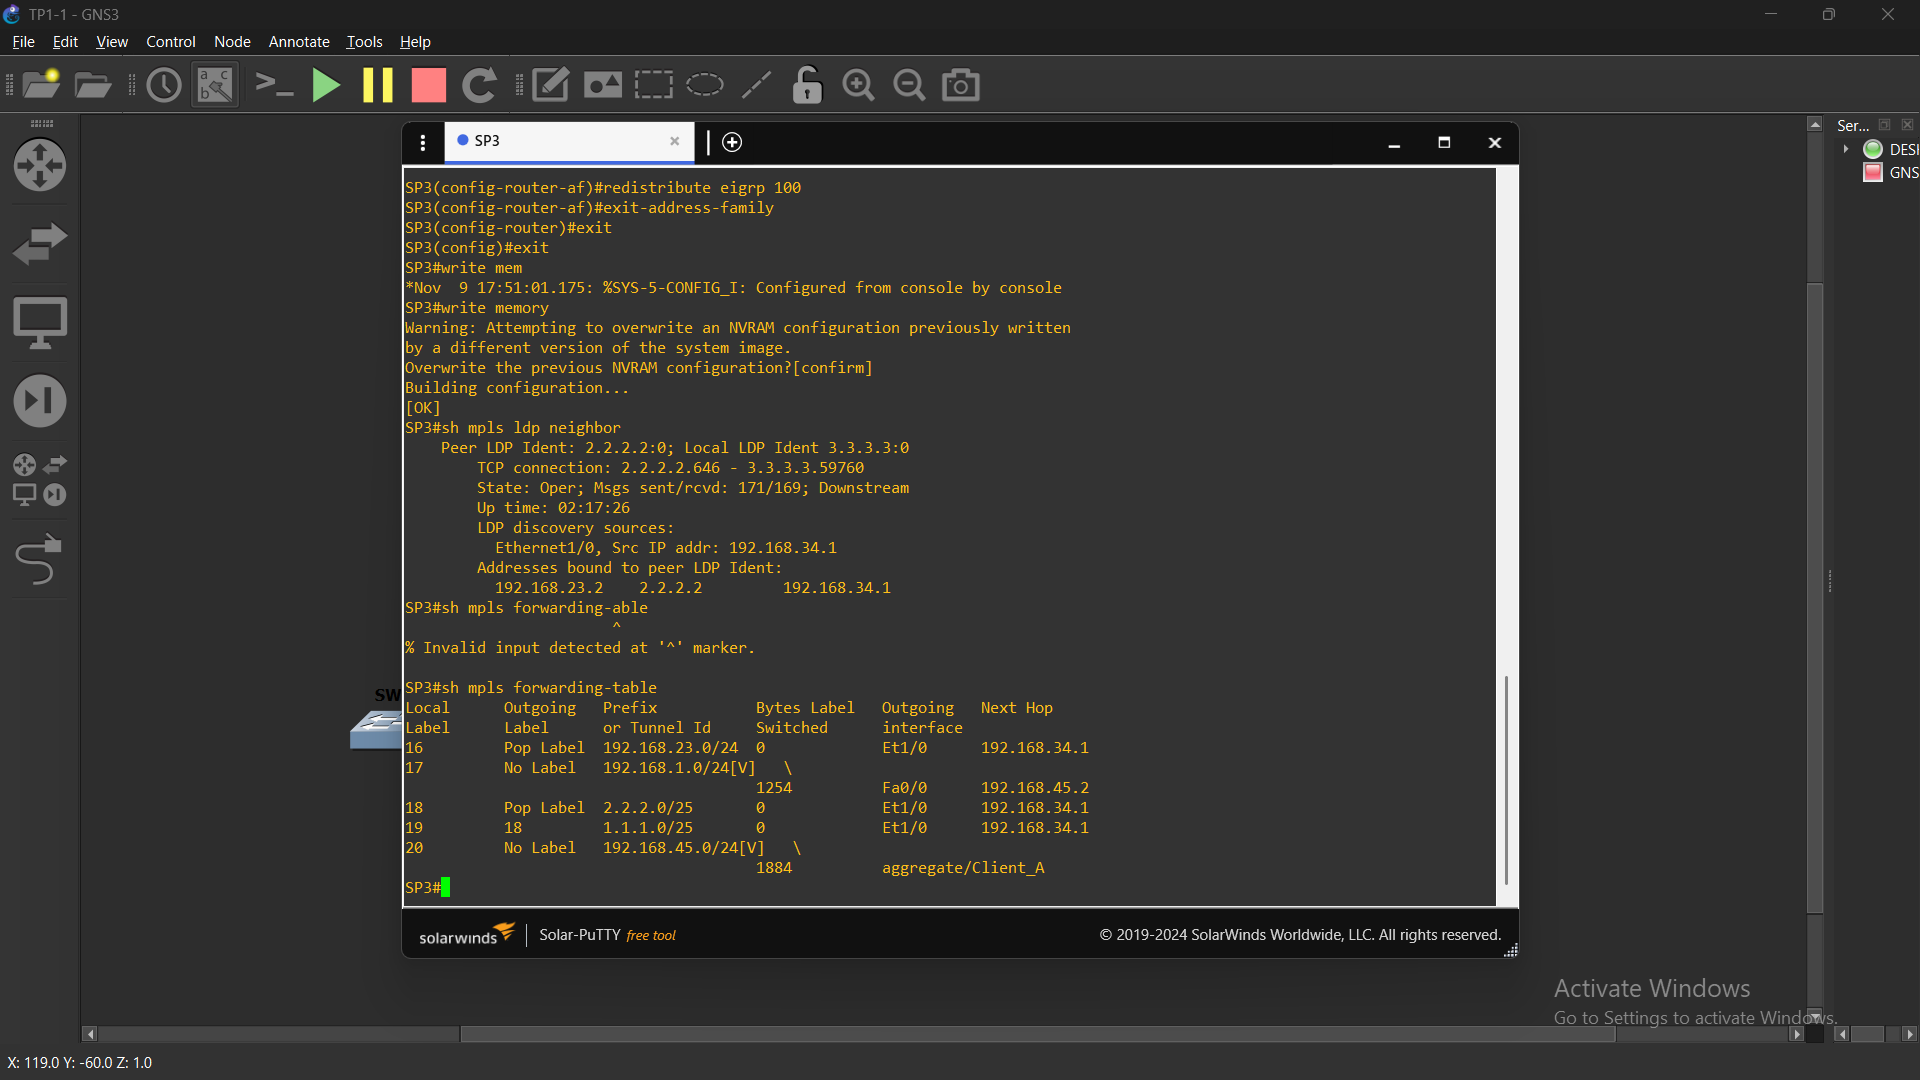 TP1-1 - GNS3
File Edit View Control Node Annotate Tools Help
SP3
Ser...
DESI
GNS
SP3(config-router-af)#redistribute eigrp 100
SP3(config-router-af)#exit-address-family
SP3(config-router)#exit
SP3(config)#exit
SP3#write mem
*Nov  9 17:51:01.175: %SYS-5-CONFIG_I: Configured from console by console
SP3#write memory
Warning: Attempting to overwrite an NVRAM configuration previously written
by a different version of the system image.
Overwrite the previous NVRAM configuration?[confirm]
Building configuration...
[OK]
SP3#sh mpls ldp neighbor
    Peer LDP Ident: 2.2.2.2:0; Local LDP Ident 3.3.3.3:0
        TCP connection: 2.2.2.2.646 - 3.3.3.3.59760
        State: Oper; Msgs sent/rcvd: 171/169; Downstream
        Up time: 02:17:26
        LDP discovery sources:
          Ethernet1/0, Src IP addr: 192.168.34.1
        Addresses bound to peer LDP Ident:
          192.168.23.2    2.2.2.2         192.168.34.1
SP3#sh mpls forwarding-able
                       ^
% Invalid input detected at '^' marker.
SP3#sh mpls forwarding-table
SW
Local      Outgoing   Prefix           Bytes Label   Outgoing   Next Hop
Label      Label      or Tunnel Id     Switched      interface
16         Pop Label  192.168.23.0/24  0             Et1/0      192.168.34.1
17         No Label   192.168.1.0/24[V]   \
                                       1254          Fa0/0      192.168.45.2
18         Pop Label  2.2.2.0/25       0             Et1/0      192.168.34.1
19         18         1.1.1.0/25       0             Et1/0      192.168.34.1
20         No Label   192.168.45.0/24[V]   \
                                       1884          aggregate/Client_A
SP3#
solarwinds Solar-PuTTY free tool © 2019-2024 SolarWinds Worldwide, LLC. All rights reserved.
Activate Windows
Go to Settings to activate Windows.
X: 119.0 Y: -60.0 Z: 1.0